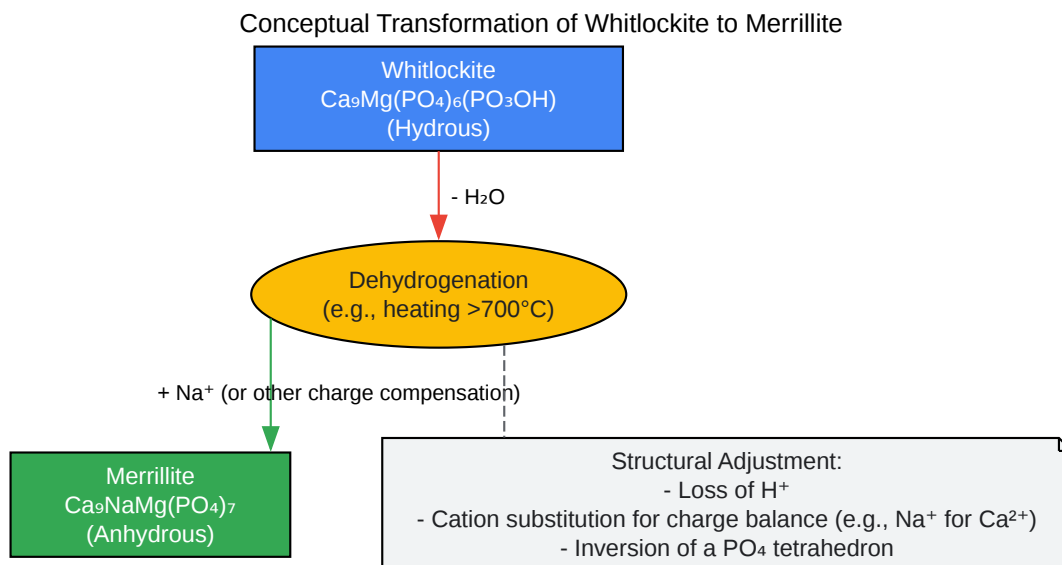 Conceptual Transformation of Whitlockite to Merrillite
Whitlockite
Ca₉Mg(PO₄)₆(PO₃OH)
(Hydrous)
- H₂O
Dehydrogenation
(e.g., heating >700°C)
+ Na⁺ (or other charge compensation)
Merrillite
Ca₉NaMg(PO₄)₇
(Anhydrous)
Structural Adjustment:
- Loss of H⁺
- Cation substitution for charge balance (e.g., Na⁺ for Ca²⁺)
- Inversion of a PO₄ tetrahedron